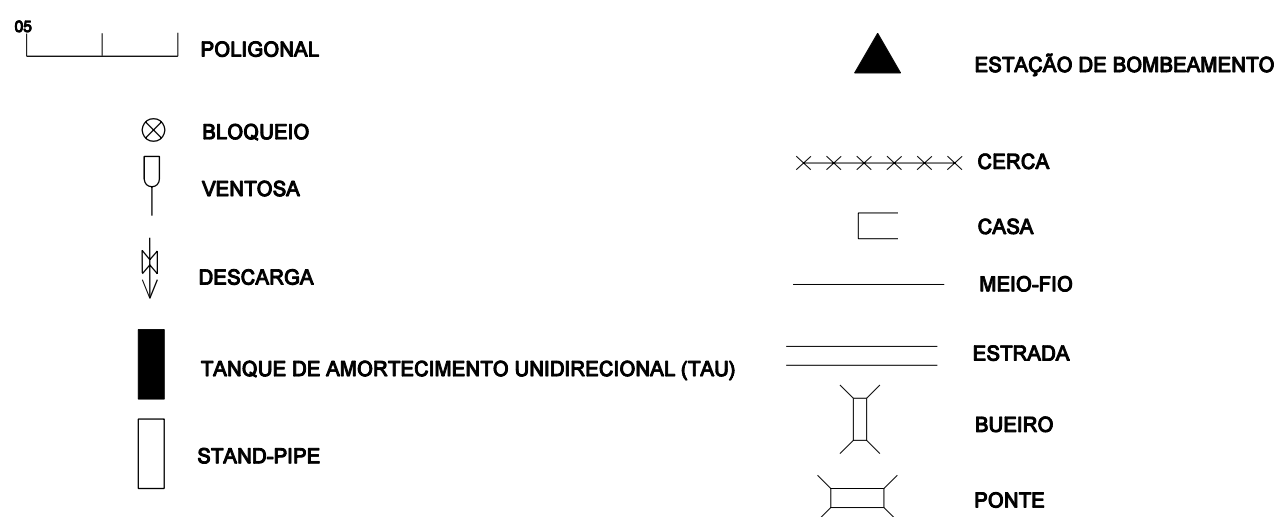 05
POLIGONAL
BLOQUEIO
VENTOSA
DESCARGA
TANQUE DE AMORTECIMENTO UNIDIRECIONAL (TAU)
STAND-PIPE
ESTAÇÃO DE BOMBEAMENTO
CERCA
CASA
MEIO-FIO
ESTRADA
BUEIRO
PONTE